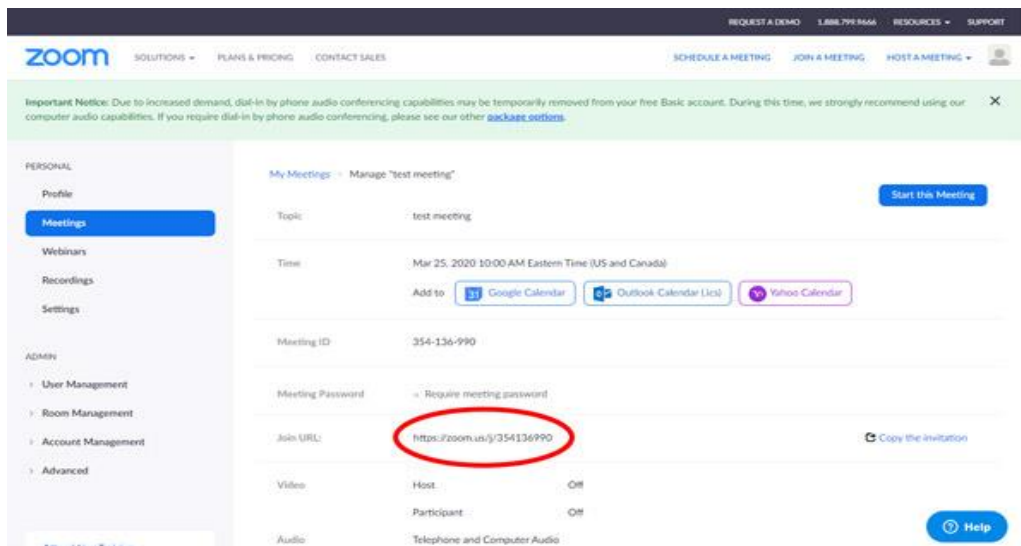 REQUEST A DEMO 1.888.799.9666 RESOURCES SUPPORT
zoom SOLUTIONS PLANS & PRICING CONTACT SALES SCHEDULE A MEETING JOIN A MEETING HOST A MEETING
Important Notice: Due to increased demand, dial-in by phone audio conferencing capabilities may be temporarily removed from your free Basic account. During this time, we strongly recommend using our
computer audio capabilities. If you require dial-in by phone audio conferencing, please see our other package options.
PERSONAL
Profile
Meetings
Webinars
Recordings
Settings
ADMIN
User Management
Room Management
Account Management
Advanced
My Meetings > Manage "test meeting"
Start this Meeting
Topic test meeting
Time Mar 25, 2020 10:00 AM Eastern Time (US and Canada)
Add to 31 Google Calendar Outlook Calendar (.ics) Yahoo Calendar
Meeting ID 354-136-990
Meeting Password × Require meeting password
Join URL: https://zoom.us/j/354136990 Copy the invitation
Video Host Off
Participant Off
Audio Telephone and Computer Audio
Help